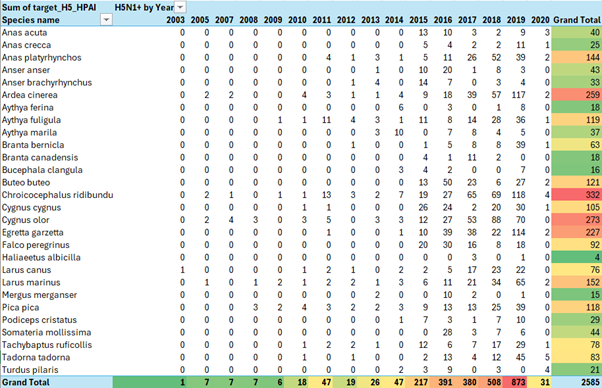 Sum of target_H5_HPAI H5N1+ by Year
Species name 2003 2005 2007 2008 2009 2010 2011 2012 2013 2014 2015 2016 2017 2018 2019 2020 Grand Total
Anas acuta 0 0 0 0 0 0 0 0 0 0 13 10 3 2 9 3 40
Anas crecca 0 0 0 0 0 0 0 0 0 0 5 4 2 2 11 1 25
Anas platyrhynchos 0 0 0 0 0 0 4 1 3 1 5 11 26 52 39 2 144
Anser anser 0 0 0 0 0 0 0 0 1 0 10 20 1 8 3 0 43
Anser brachyrhynchus 0 0 0 0 0 0 0 1 4 0 14 7 0 3 4 0 33
Ardea cinerea 0 2 2 0 0 4 3 1 1 4 9 18 39 57 117 2 259
Aythya ferina 0 0 0 0 0 0 0 0 0 6 0 3 0 1 8 0 18
Aythya fuligula 0 0 0 0 1 1 11 4 3 1 11 8 14 28 36 1 119
Aythya marila 0 0 0 0 0 0 0 0 3 10 0 7 8 4 5 0 37
Branta bernicla 0 0 0 0 0 0 0 1 0 0 1 5 8 8 39 1 63
Branta canadensis 0 0 0 0 0 0 0 0 0 0 4 1 11 2 0 0 18
Bucephala clangula 0 0 0 0 0 0 0 0 0 3 4 2 0 0 7 0 16
Buteo buteo 0 0 0 0 0 0 0 0 0 0 13 50 23 6 27 2 121
Chroicocephalus ridibundu 0 2 1 0 1 1 13 3 2 7 19 27 65 69 118 4 332
Cygnus cygnus 0 0 0 0 0 1 1 0 0 0 26 24 2 20 30 1 105
Cygnus olor 0 2 4 3 0 3 5 0 3 3 12 27 53 88 70 0 273
Egretta garzetta 0 0 0 0 0 0 1 0 0 1 10 39 38 22 114 2 227
Falco peregrinus 0 0 0 0 0 0 0 0 0 0 20 30 16 8 18 0 92
Haliaeetus albicilla 0 0 0 0 0 0 0 0 0 0 0 0 0 3 1 0 4
Larus canus 1 0 0 0 0 1 2 1 0 2 2 5 17 23 22 0 76
Larus marinus 0 1 0 1 2 2 2 1 3 6 11 21 34 65 1 152
Mergus merganser 0 0 0 0 0 0 0 0 2 0 0 10 2 0 1 0 15
Pica pica 0 0 0 3 2 4 2 2 2 9 13 13 25 39 0 118
Podiceps cristatus 0 0 0 0 0 0 0 0 0 1 7 3 1 7 10 0 29
Somateria mollissima 0 0 0 0 0 0 0 0 0 0 0 28 3 7 6 0 44
Tachybaptus ruficollis 0 0 0 0 0 1 2 12 6 7 17 29 1 78
Tadorna tadorna 0 0 0 0 0 0 2 13 4 12 45 0 83
Turdus pilaris 0 0 0 0 0 0 0 0 0 2 3 9 0 3 0 4 21
Grand Total 1 7 7 7 6 18 47 19 26 47 217 391 380 508 873 31 2585